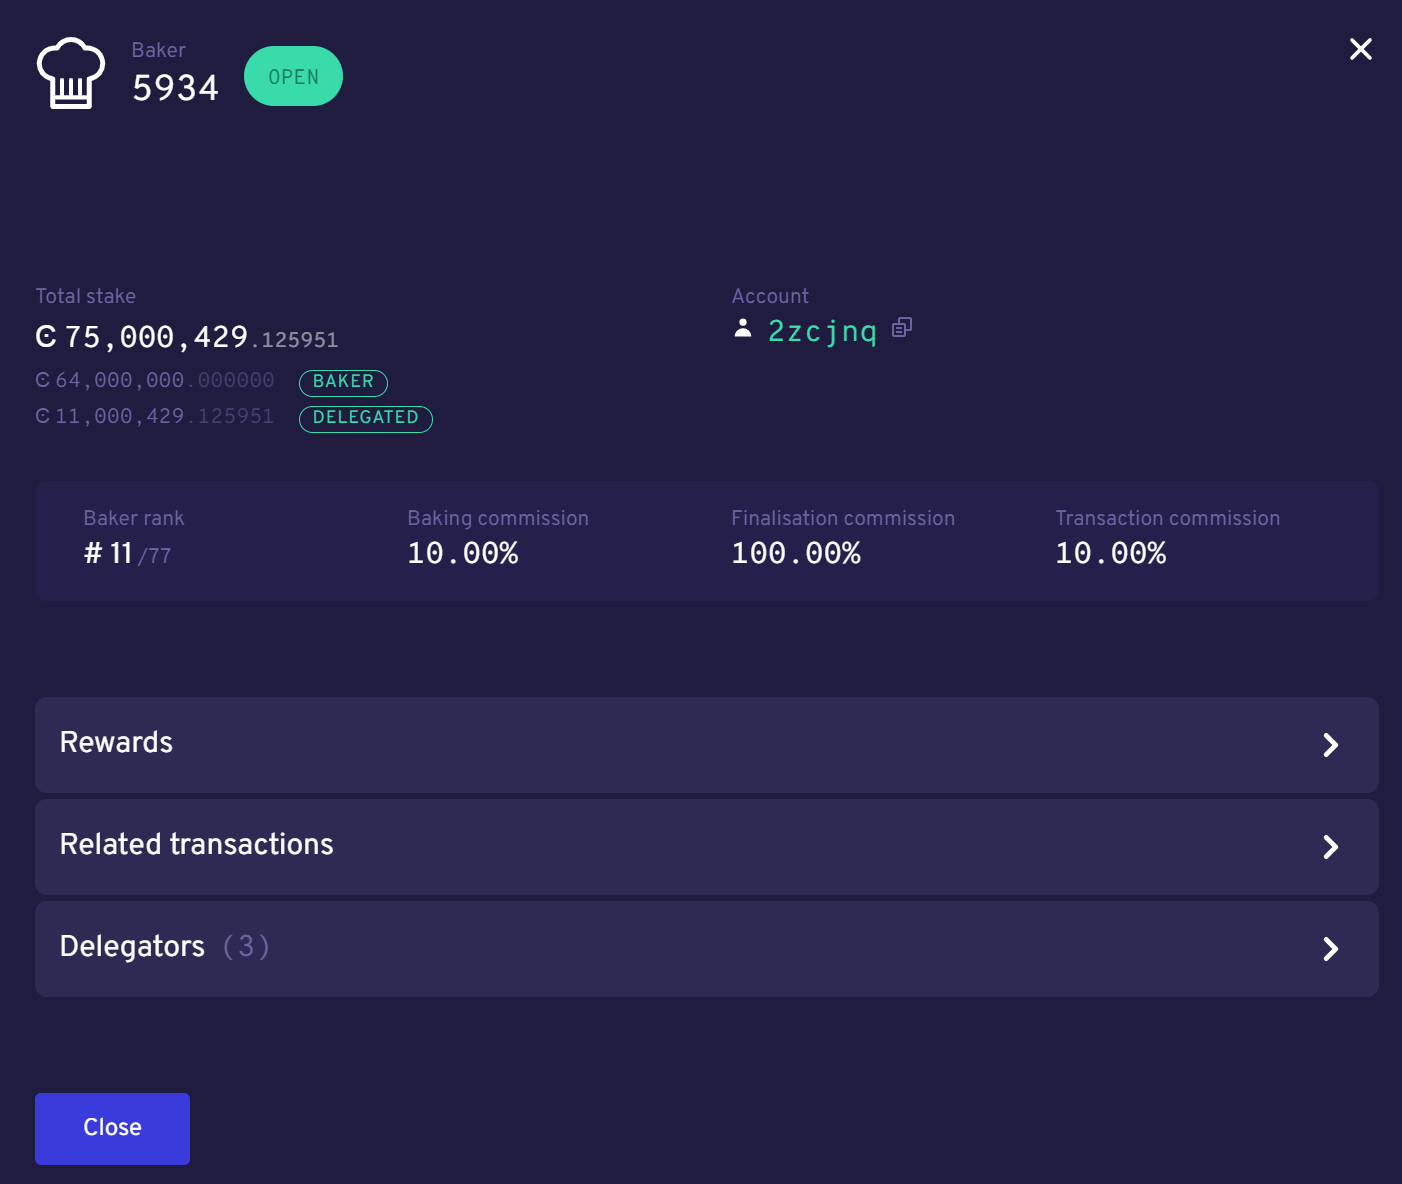 Baker
5934 OPEN
Total stake
Ͼ 75,000,429.125951
Ͼ 64,000,000.000000 BAKER
Ͼ 11,000,429.125951 DELEGATED
Account
2zcjnq
Baker rank
# 11 /77
Baking commission
10.00%
Finalisation commission
100.00%
Transaction commission
10.00%
Rewards
Related transactions
Delegators (3)
Close